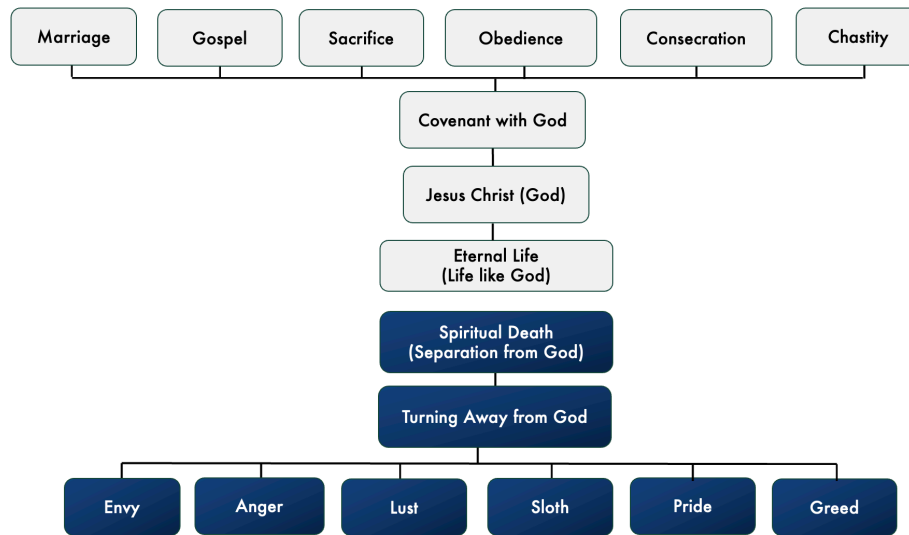 Marriage
Gospel
Sacrifice
Obedience
Consecration
Chastity
Covenant with God
Jesus Christ (God)
Eternal Life
(Life like God)
Spiritual Death
(Separation from God)
Turning Away from God
Envy
Anger
Lust
Sloth
Pride
Greed